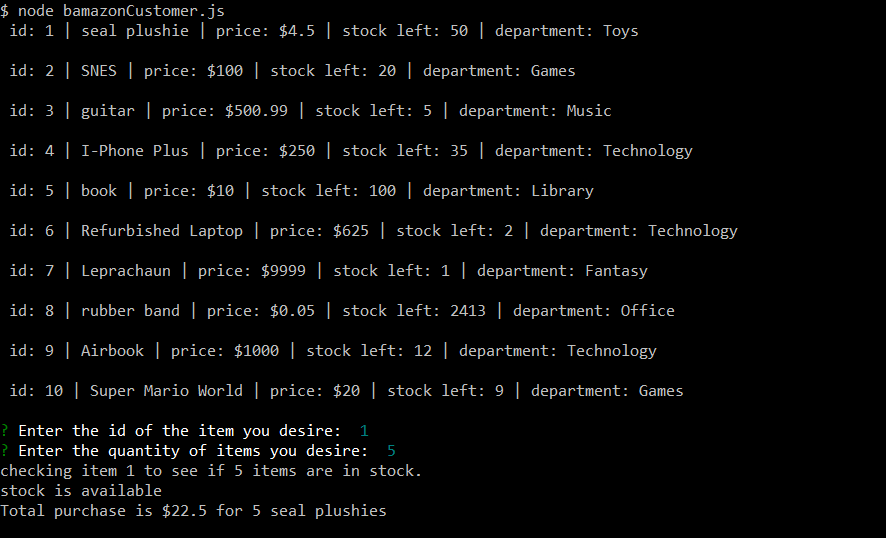 $ node bamazonCustomer.js
id: 1 | seal plushie | price: $4.5 | stock left: 50 | department: Toys
id: 2 | SNES | price: $100 | stock left: 20 | department: Games
id: 3 | guitar | price: $500.99 | stock left: 5 | department: Music
id: 4 | I-Phone Plus | price: $250 | stock left: 35 | department: Technology
id: 5 | book | price: $10 | stock left: 100 | department: Library
id: 6 | Refurbished Laptop | price: $625 | stock left: 2 | department: Technology
id: 7 | Leprachaun | price: $9999 | stock left: 1 | department: Fantasy
id: 8 | rubber band | price: $0.05 | stock left: 2413 | department: Office
id: 9 | Airbook | price: $1000 | stock left: 12 | department: Technology
id: 10 | Super Mario World | price: $20 | stock left: 9 | department: Games
? Enter the id of the item you desire:  1
? Enter the quantity of items you desire:  5
checking item 1 to see if 5 items are in stock.
stock is available
Total purchase is $22.5 for 5 seal plushies